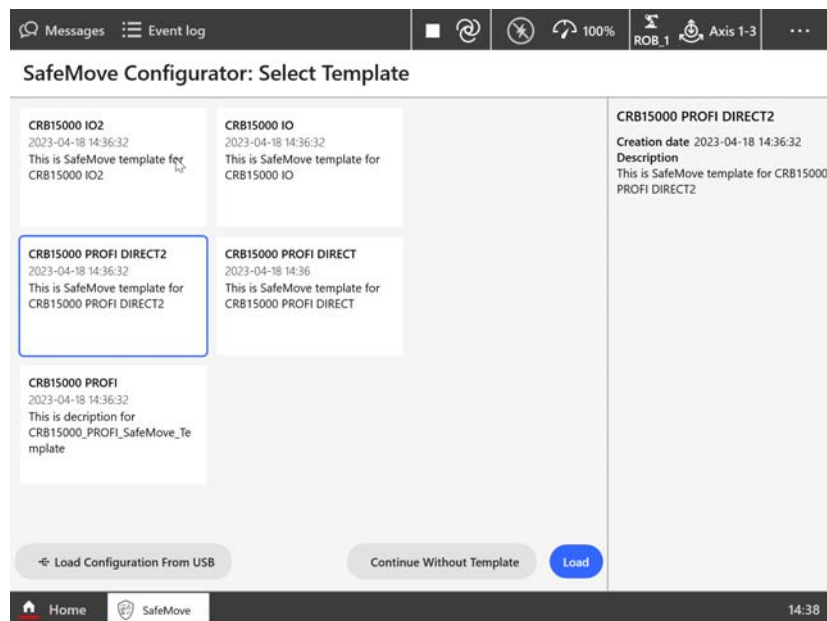 Messages
Event log
100%
ROB_1
Axis 1-3
...
SafeMove Configurator: Select Template
CRB15000 IO2
2023-04-18 14:36:32
This is SafeMove template for
CRB15000 IO2
CRB15000 IO
2023-04-18 14:36:32
This is SafeMove template for
CRB15000 IO
CRB15000 PROFI DIRECT2
2023-04-18 14:36:32
This is SafeMove template for
CRB15000 PROFI DIRECT2
CRB15000 PROFI DIRECT
2023-04-18 14:36
This is SafeMove template for
CRB15000 PROFI DIRECT
CRB15000 PROFI
2023-04-18 14:36:32
This is decription for
CRB15000_PROFI_SafeMove_Te
mplate
CRB15000 PROFI DIRECT2
Creation date 2023-04-18 14:36:32
Description
This is SafeMove template for CRB15000
PROFI DIRECT2
Load Configuration From USB
Continue Without Template
Load
Home
SafeMove
14:38